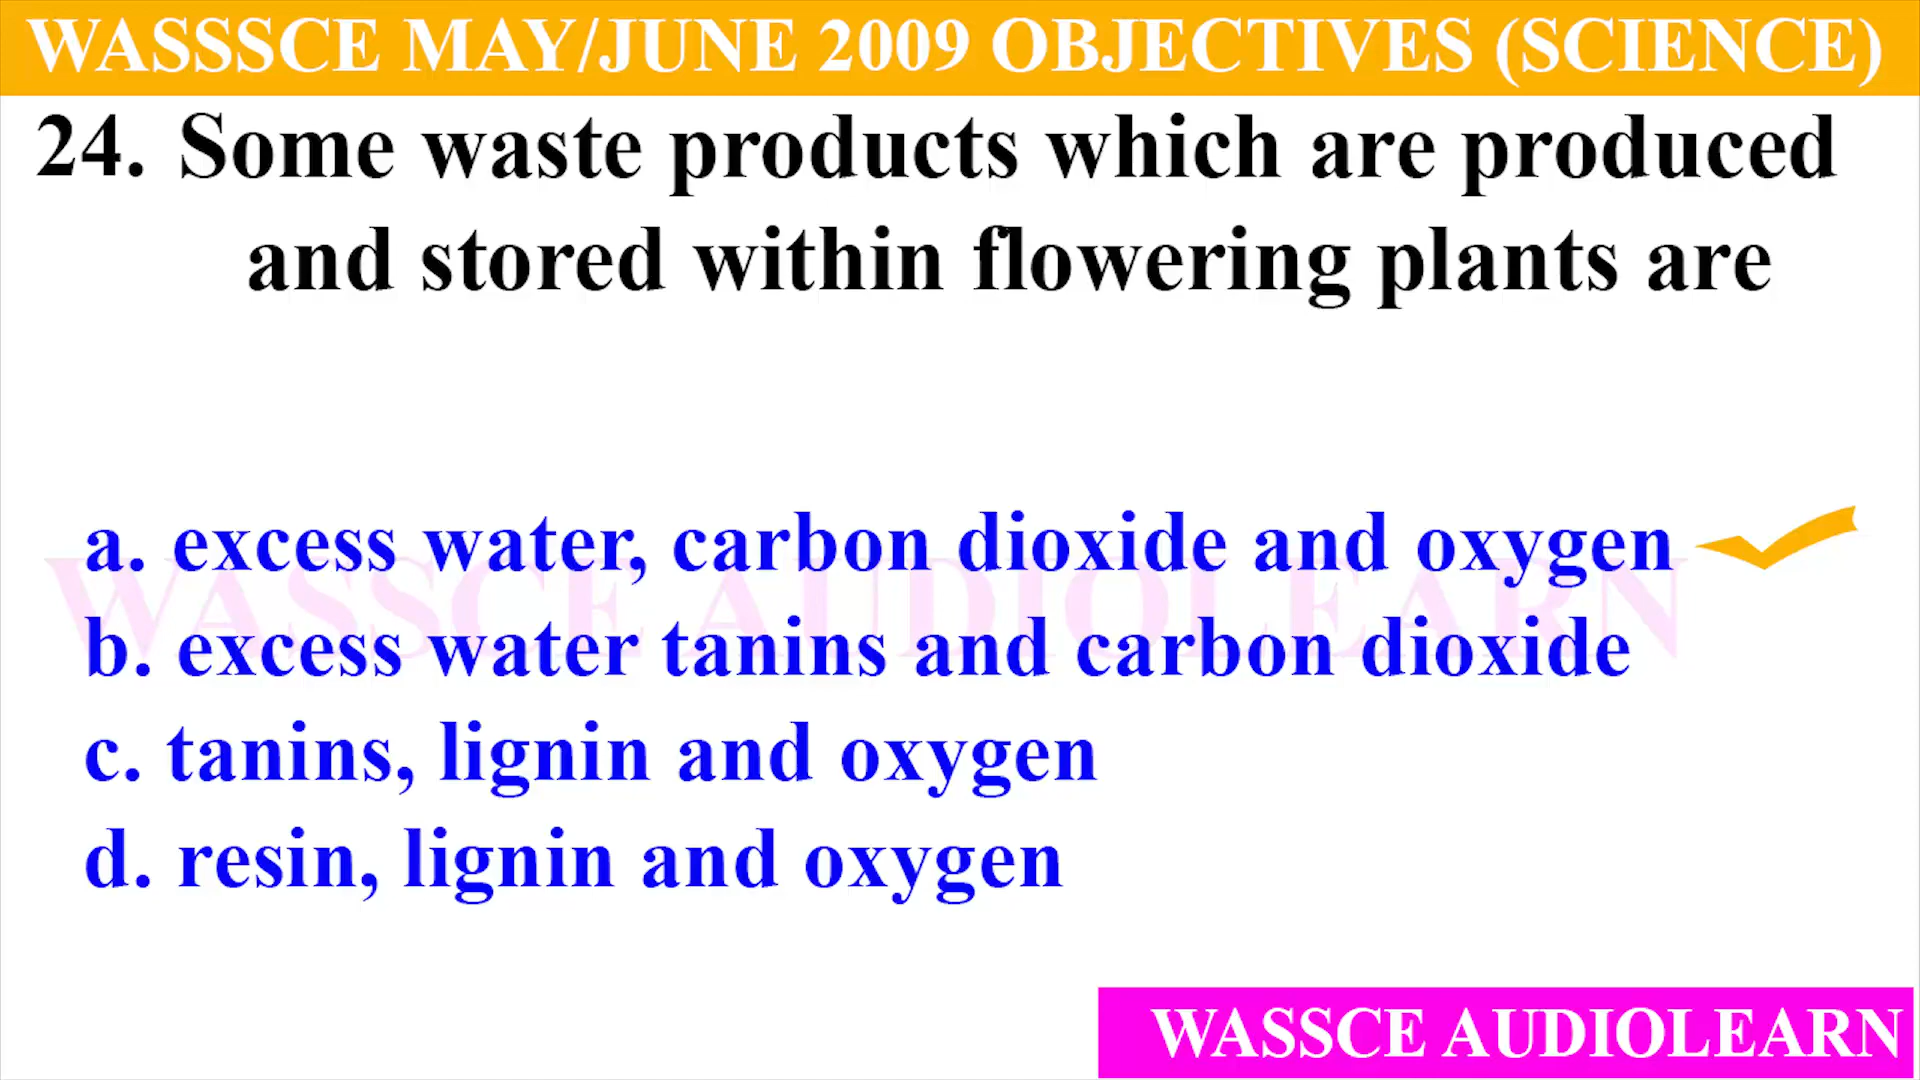 WASSSCE MAY/JUNE 2009 OBJECTIVES (SCIENCE)
24. Some waste products which are produced
and stored within flowering plants are
a. excess water, carbon dioxide and oxygen
WASSCE AUDIOLEARN
b. excess water tanins and carbon dioxide
c. tanins, lignin and oxygen
d. resin, lignin and oxygen
WASSCE AUDIOLEARN